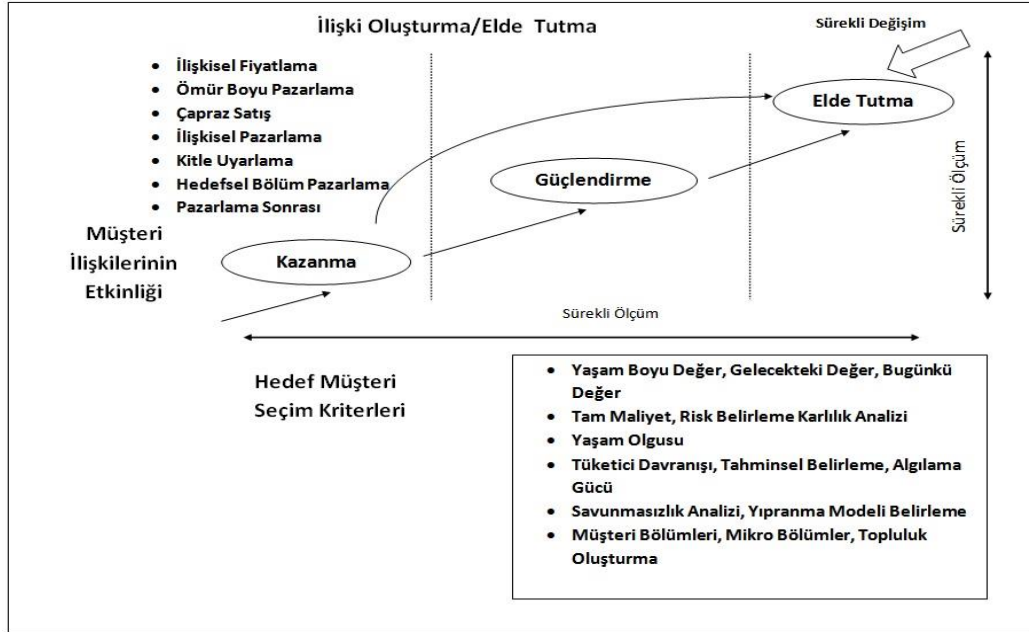 İlişki Oluşturma/Elde Tutma
Sürekli Değişim
• İlişkisel Fiyatlama
• Ömür Boyu Pazarlama
• Çapraz Satış
• İlişkisel Pazarlama
• Kitle Uyarlama
• Hedefsel Bölüm Pazarlama
• Pazarlama Sonrası
Elde Tutma
Güçlendirme
Sürekli Ölçüm
Müşteri
İlişkilerinin
Etkinliği
Kazanma
Sürekli Ölçüm
Hedef Müşteri
Seçim Kriterleri
• Yaşam Boyu Değer, Gelecekteki Değer, Bugünkü
Değer
• Tam Maliyet, Risk Belirleme Karlılık Analizi
• Yaşam Olgusu
• Tüketici Davranışı, Tahminsel Belirleme, Algılama
Gücü
• Savunmasızlık Analizi, Yıpranma Modeli Belirleme
• Müşteri Bölümleri, Mikro Bölümler, Topluluk
Oluşturma